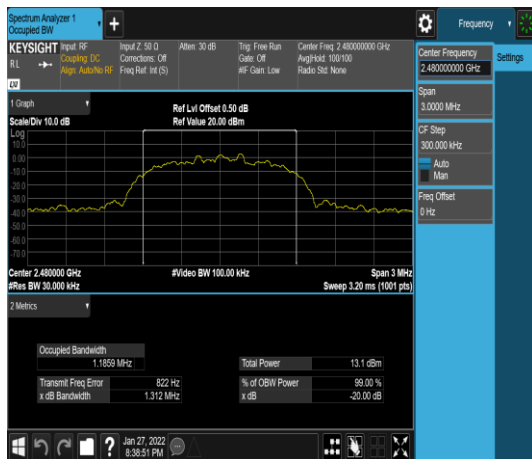 Spectrum Analyzer 1
Occupied BW
+
Frequency
KEYSIGHT
RL
Input: RF
Coupling: DC
Align: Auto/No RF
Input Z: 50 Ω
Corrections: Off
Freq Ref: Int (S)
Atten: 30 dB
Trig: Free Run
Gate: Off
#IF Gain: Low
Center Freq: 2.480000000 GHz
Avg|Hold: 100/100
Radio Std: None
Center Frequency
2.480000000 GHz
Settings
Span
3.0000 MHz
CF Step
300.000 kHz
Auto
Man
Freq Offset
0 Hz
1 Graph
Scale/Div 10.0 dB
Ref Lvl Offset 0.50 dB
Ref Value 20.00 dBm
Log
10.0
0.00
-10.0
-20.0
-30.0
-40.0
-50.0
-60.0
-70.0
Center 2.480000 GHz
#Res BW 30.000 kHz
#Video BW 100.00 kHz
Span 3 MHz
Sweep 3.20 ms (1001 pts)
2 Metrics
Occupied Bandwidth
1.1859 MHz
Total Power 13.1 dBm
Transmit Freq Error 822 Hz
% of OBW Power 99.00 %
x dB Bandwidth 1.312 MHz
x dB -20.00 dB
?
Jan 27, 2022
8:38:51 PM